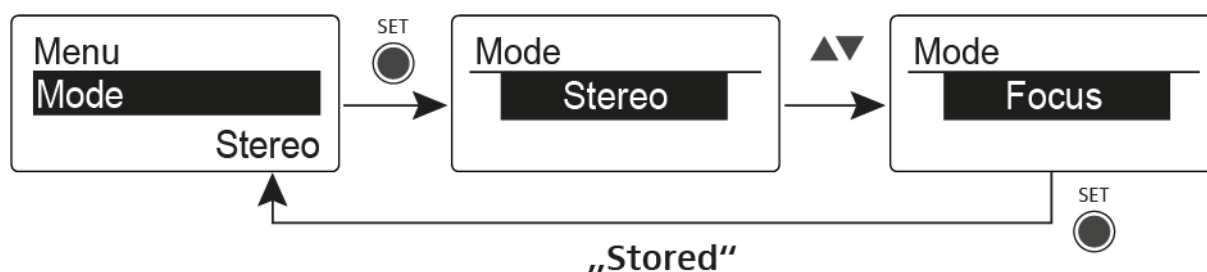 Menu
Mode
Stereo
SET
Mode
Stereo
▲▼
Mode
Focus
SET
„Stored“